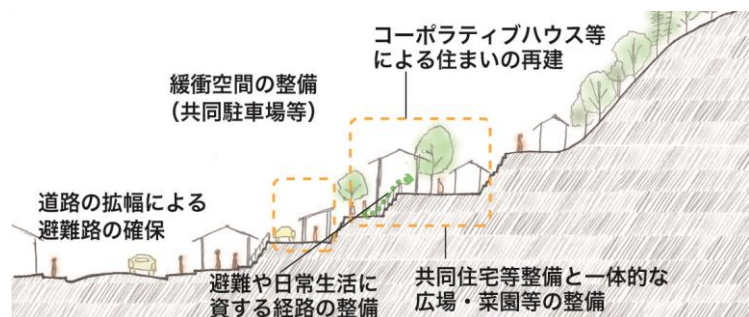 コーポラティブハウス等
による住まいの再建
緩衝空間の整備
（共同駐車場等）
道路の拡幅による
避難路の確保
避難や日常生活に
資する経路の整備
共同住宅等整備と一体的な
広場・菜園等の整備